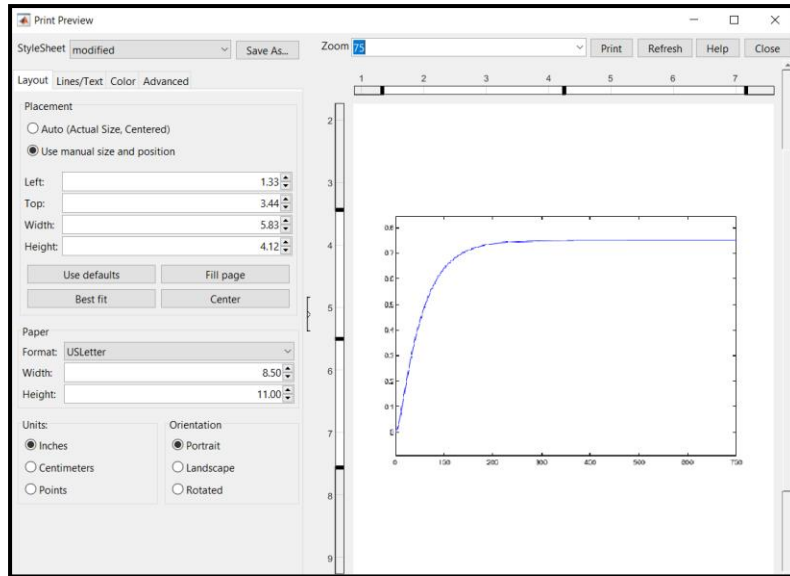 Print Preview
StyleSheet modified Save As... Zoom 75 Print Refresh Help Close
Layout Lines/Text Color Advanced
Placement
Auto (Actual Size, Centered)
Use manual size and position
Left: 1.33
Top: 3.44
Width: 5.83
Height: 4.12
Use defaults Fill page
Best fit Center
Paper
Format: USLetter
Width: 8.50
Height: 11.00
Units:
Inches
Centimeters
Points
Orientation
Portrait
Landscape
Rotated
1 2 3 4 5 6 7
2
3
4
5
6
7
8
9
0.8
0.7
0.6
0.5
0.4
0.3
0.2
0.1
0
0 100 200 300 400 500 600 700